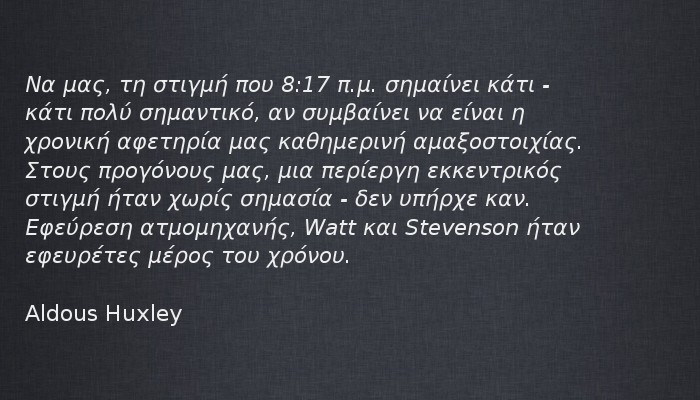 Να μας, τη στιγμή που 8:17 π.μ. σημαίνει κάτι -
κάτι πολύ σημαντικό, αν συμβαίνει να είναι η
χρονική αφετηρία μας καθημερινή αμαξοστοιχίας.
Στους προγόνους μας, μια περίεργη εκκεντρικός
στιγμή ήταν χωρίς σημασία - δεν υπήρχε καν.
Εφεύρεση ατμομηχανής, Watt και Stevenson ήταν
εφευρέτες μέρος του χρόνου.
Aldous Huxley